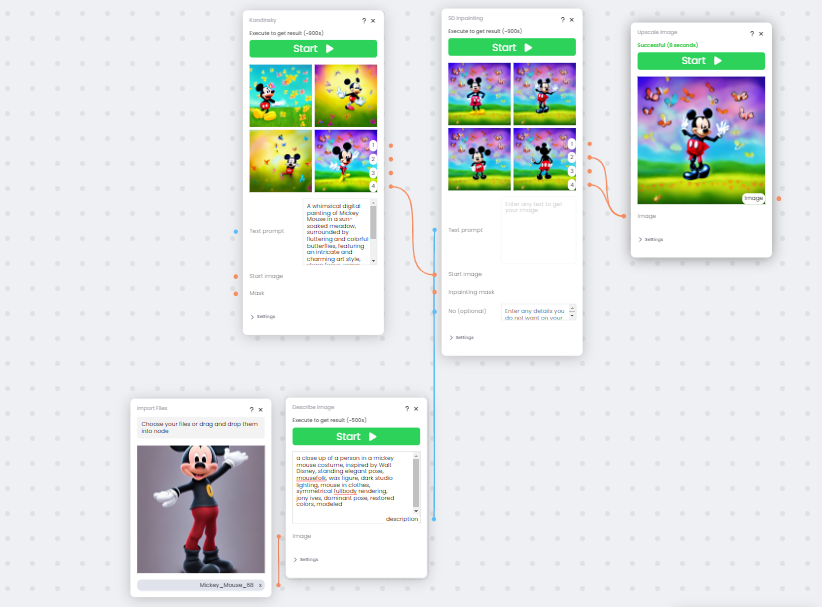 Kandinsky
? ×
Execute to get result (~900s)
Start
1
2
3
4
Text prompt
A whimsical digital
painting of Mickey
Mouse in a sun-
soaked meadow,
surrounded by
fluttering and colorful
butterflies, featuring
an intricate and
charming art style,
Start image
Mask
Settings
SD Inpainting
? ×
Execute to get result (~900s)
Start
1
2
3
4
Text prompt
Enter any text to get
your image
Start image
Inpainting mask
No (optional)
Enter any details you
do not want on your
Settings
Upscale Image
? ×
Successful (8 seconds)
Start
Image
Image
Settings
Import Files
? ×
Choose your files or drag and drop them
into node
Mickey_Mouse_68 x
Describe Image
? ×
Execute to get result (~500s)
Start
a close up of a person in a mickey
mouse costume, inspired by Walt
Disney, standing elegant pose,
mousefolk, wax figure, dark studio
lighting, mouse in clothes,
symmetrical fullbody rendering,
jony ives, dominant pose, restored
colors, modeled
description
Image
Settings